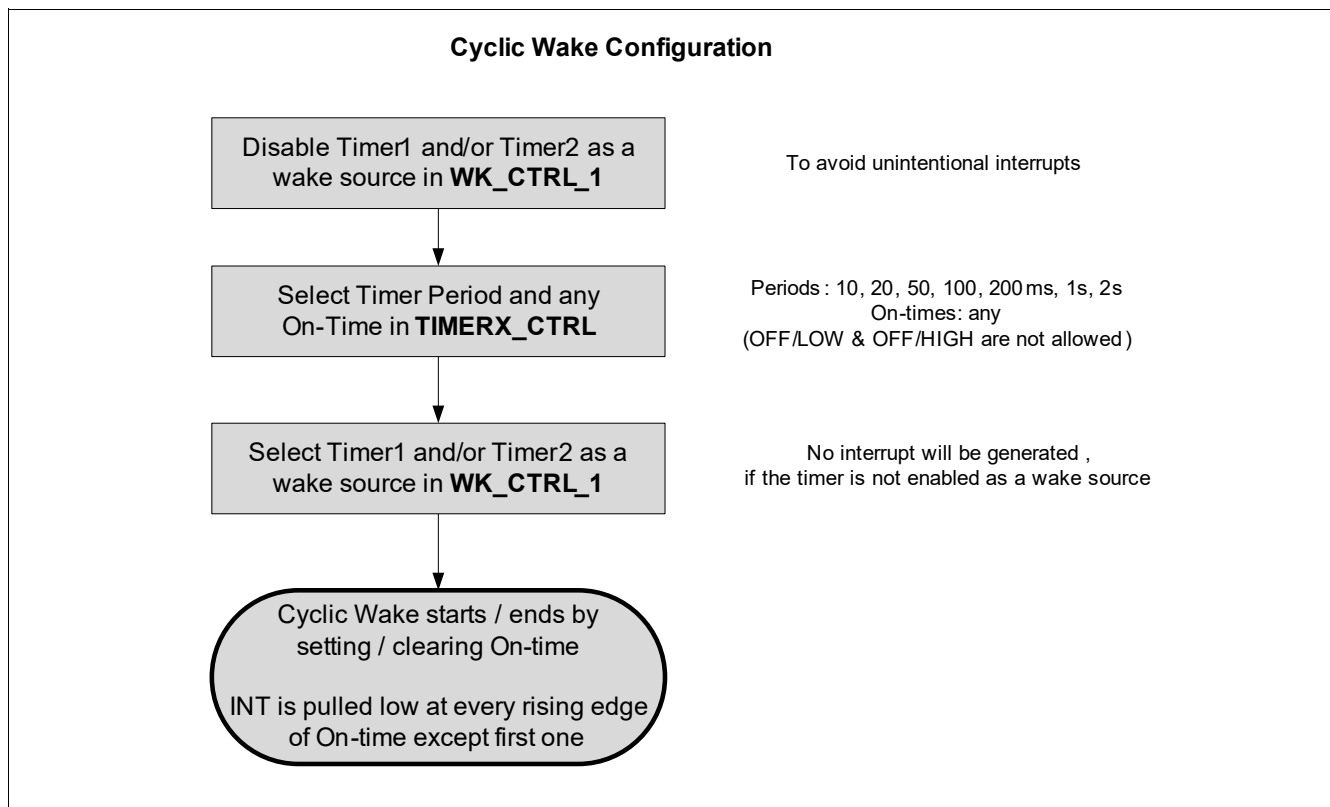 Cyclic Wake Configuration
Disable Timer1 and/or Timer2 as a
wake source in WK_CTRL_1
To avoid unintentional interrupts
Select Timer Period and any
On-Time in TIMERX_CTRL
Periods: 10, 20, 50, 100, 200ms, 1s, 2s
On-times: any
(OFF/LOW & OFF/HIGH are not allowed)
Select Timer1 and/or Timer2 as a
wake source in WK_CTRL_1
No interrupt will be generated,
if the timer is not enabled as a wake source
Cyclic Wake starts / ends by
setting / clearing On-time
INT is pulled low at every rising edge
of On-time except first one